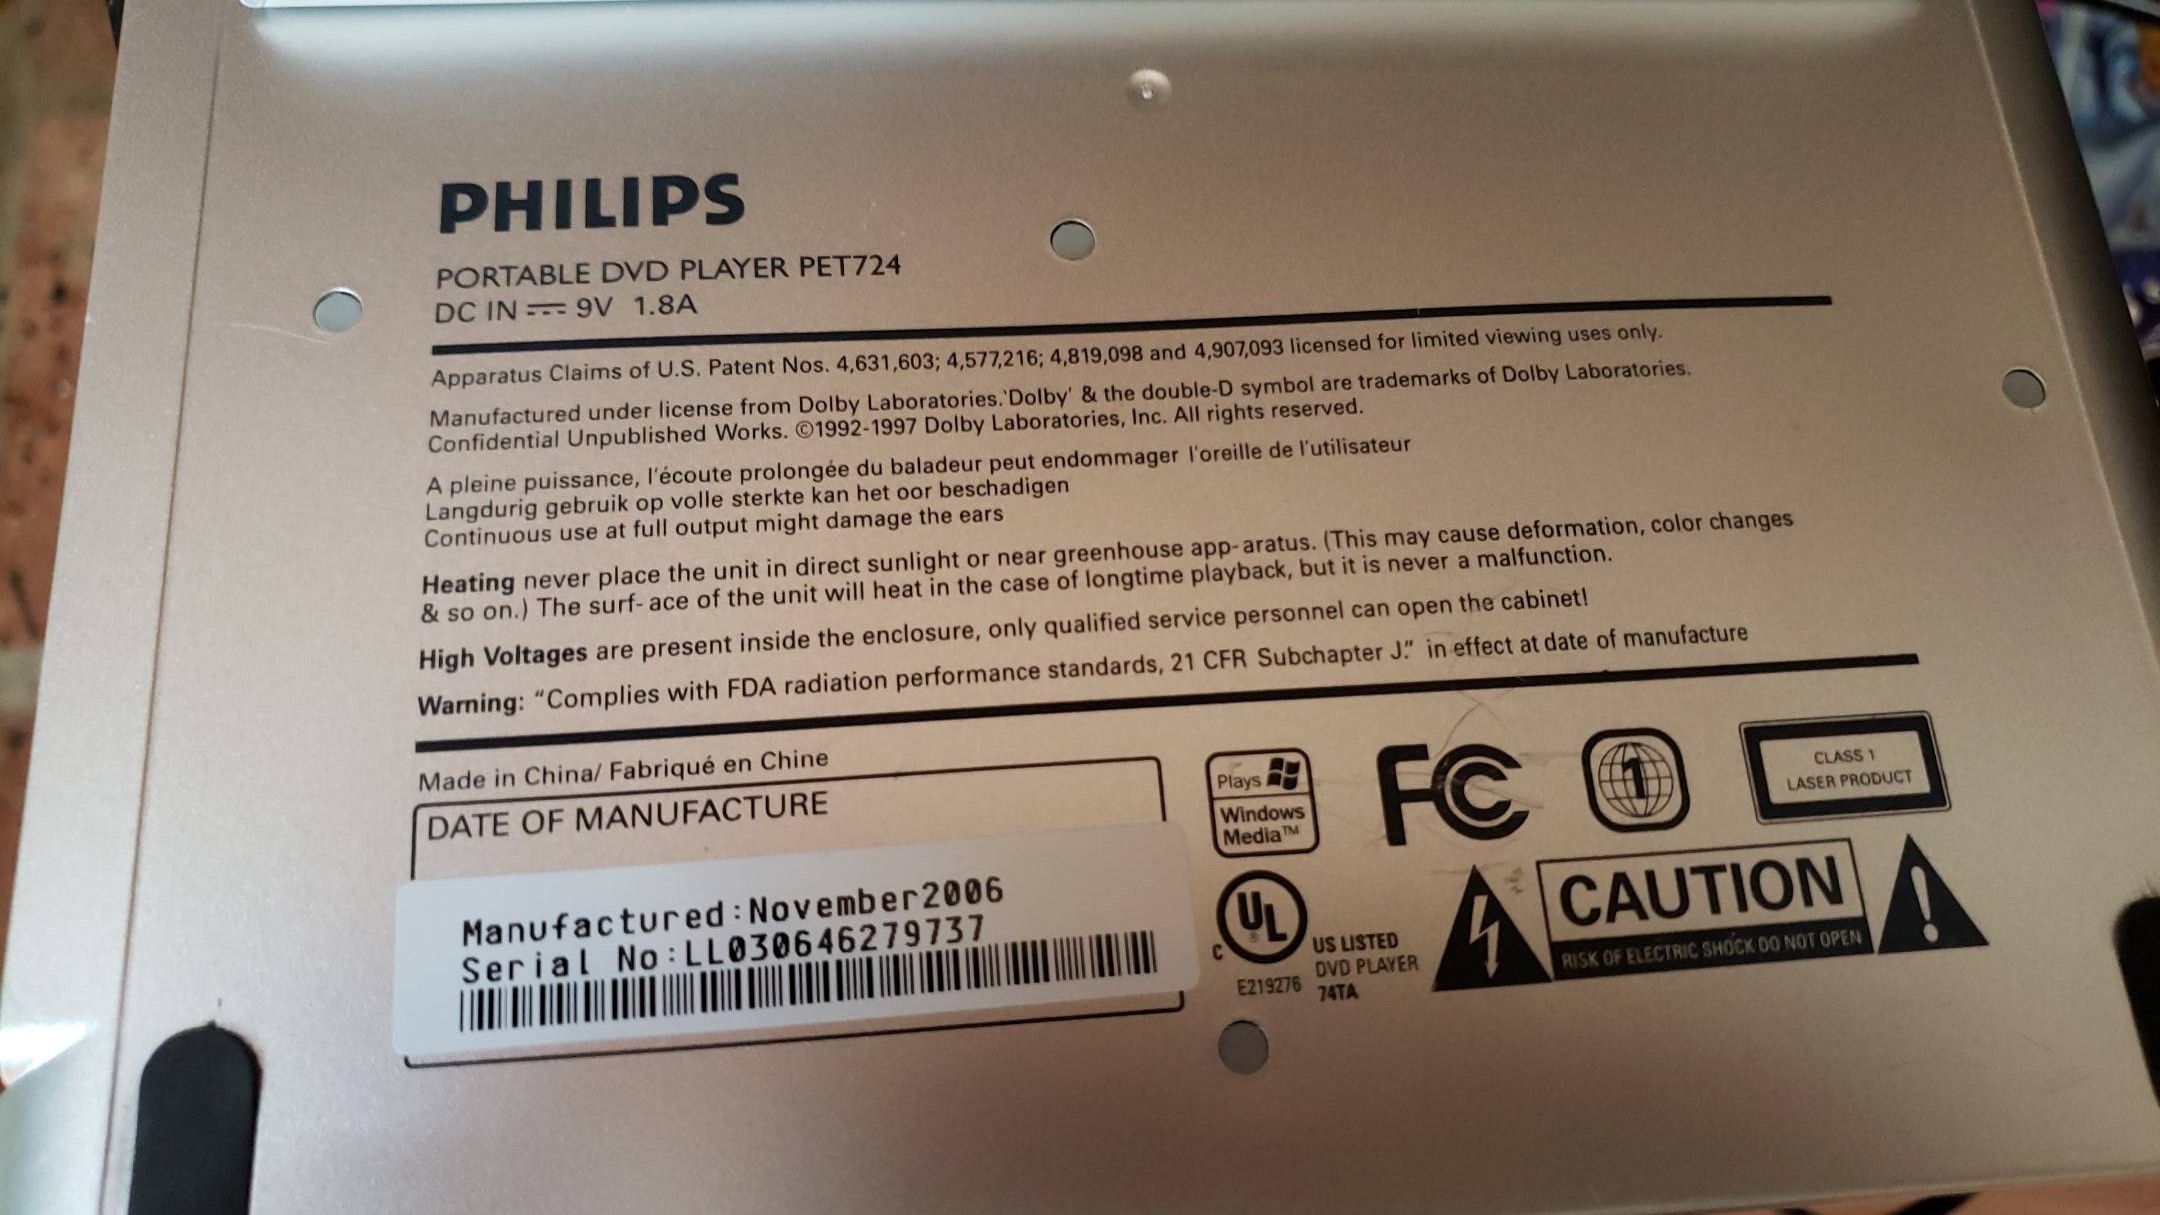 PHILIPS
PORTABLE DVD PLAYER PET724
DC IN ⎓ 9V 1.8A
Apparatus Claims of U.S. Patent Nos. 4,631,603; 4,577,216; 4,819,098 and 4,907,093 licensed for limited viewing uses only.
Manufactured under license from Dolby Laboratories.'Dolby' & the double-D symbol are trademarks of Dolby Laboratories.
Confidential Unpublished Works. ©1992-1997 Dolby Laboratories, Inc. All rights reserved.
A pleine puissance, l'écoute prolongée du baladeur peut endommager l'oreille de l'utilisateur
Langdurig gebruik op volle sterkte kan het oor beschadigen
Continuous use at full output might damage the ears
Heating never place the unit in direct sunlight or near greenhouse app-aratus. (This may cause deformation, color changes
& so on.) The surf- ace of the unit will heat in the case of longtime playback, but it is never a malfunction.
High Voltages are present inside the enclosure, only qualified service personnel can open the cabinet!
Warning: "Complies with FDA radiation performance standards, 21 CFR Subchapter J." in effect at date of manufacture
Made in China/ Fabriqué en Chine
DATE OF MANUFACTURE
Manufactured:November2006
Serial No:LL030646279737
Plays
Windows
Media™
FC
1
CLASS 1
LASER PRODUCT
C UL ®
US LISTED
DVD PLAYER
E219276 74TA
CAUTION
RISK OF ELECTRIC SHOCK DO NOT OPEN
!